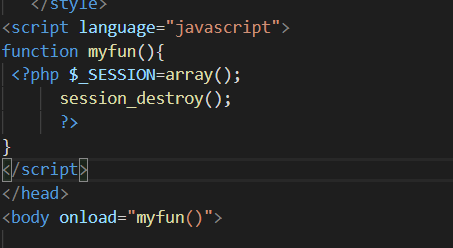 </style>
<script language="javascript">
function myfun(){
<?php $_SESSION=array();
session_destroy();
?>
}
</script>
</head>
<body onload="myfun()">